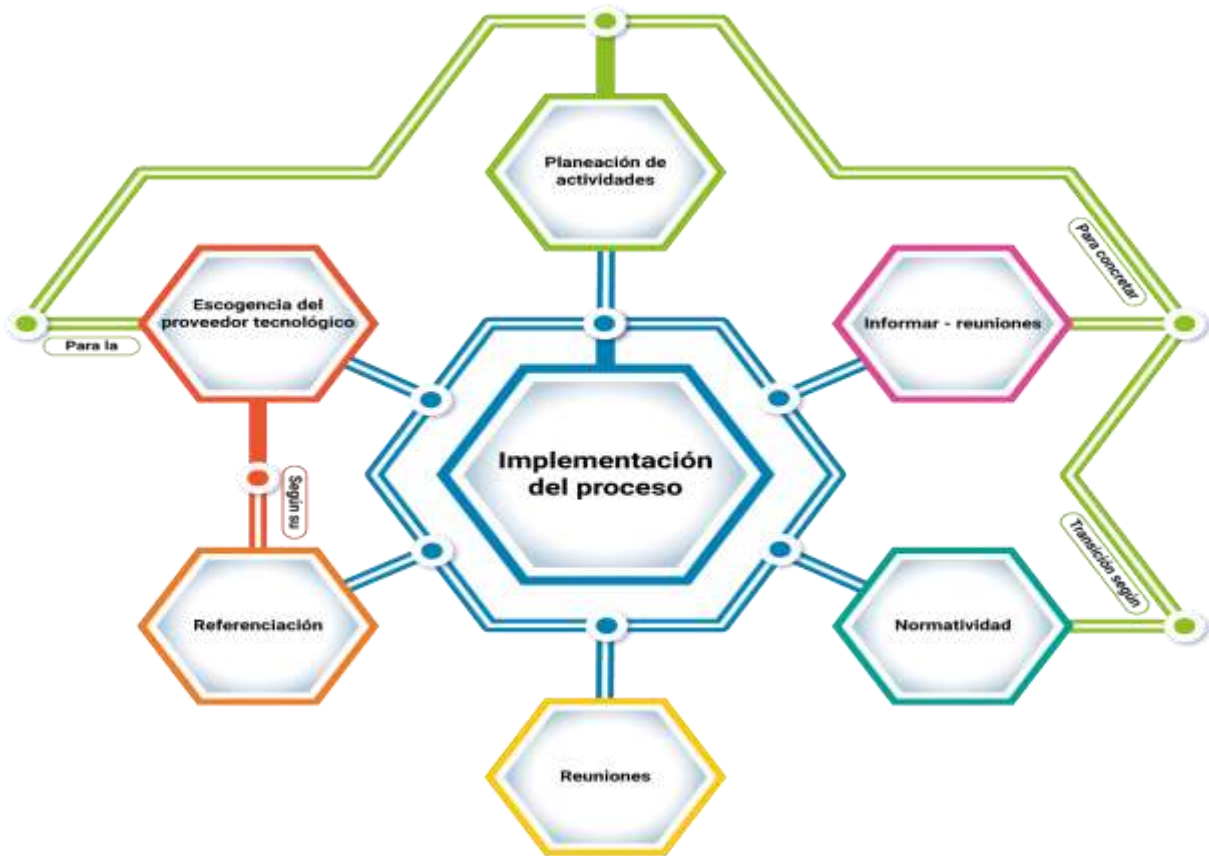 Planeación de
actividades
Para concretar
Escogencia del
proveedor tecnológico
Informar - reuniones
Para la
Implementación
del proceso
Según su
Transición según
Referenciación
Normatividad
Reuniones